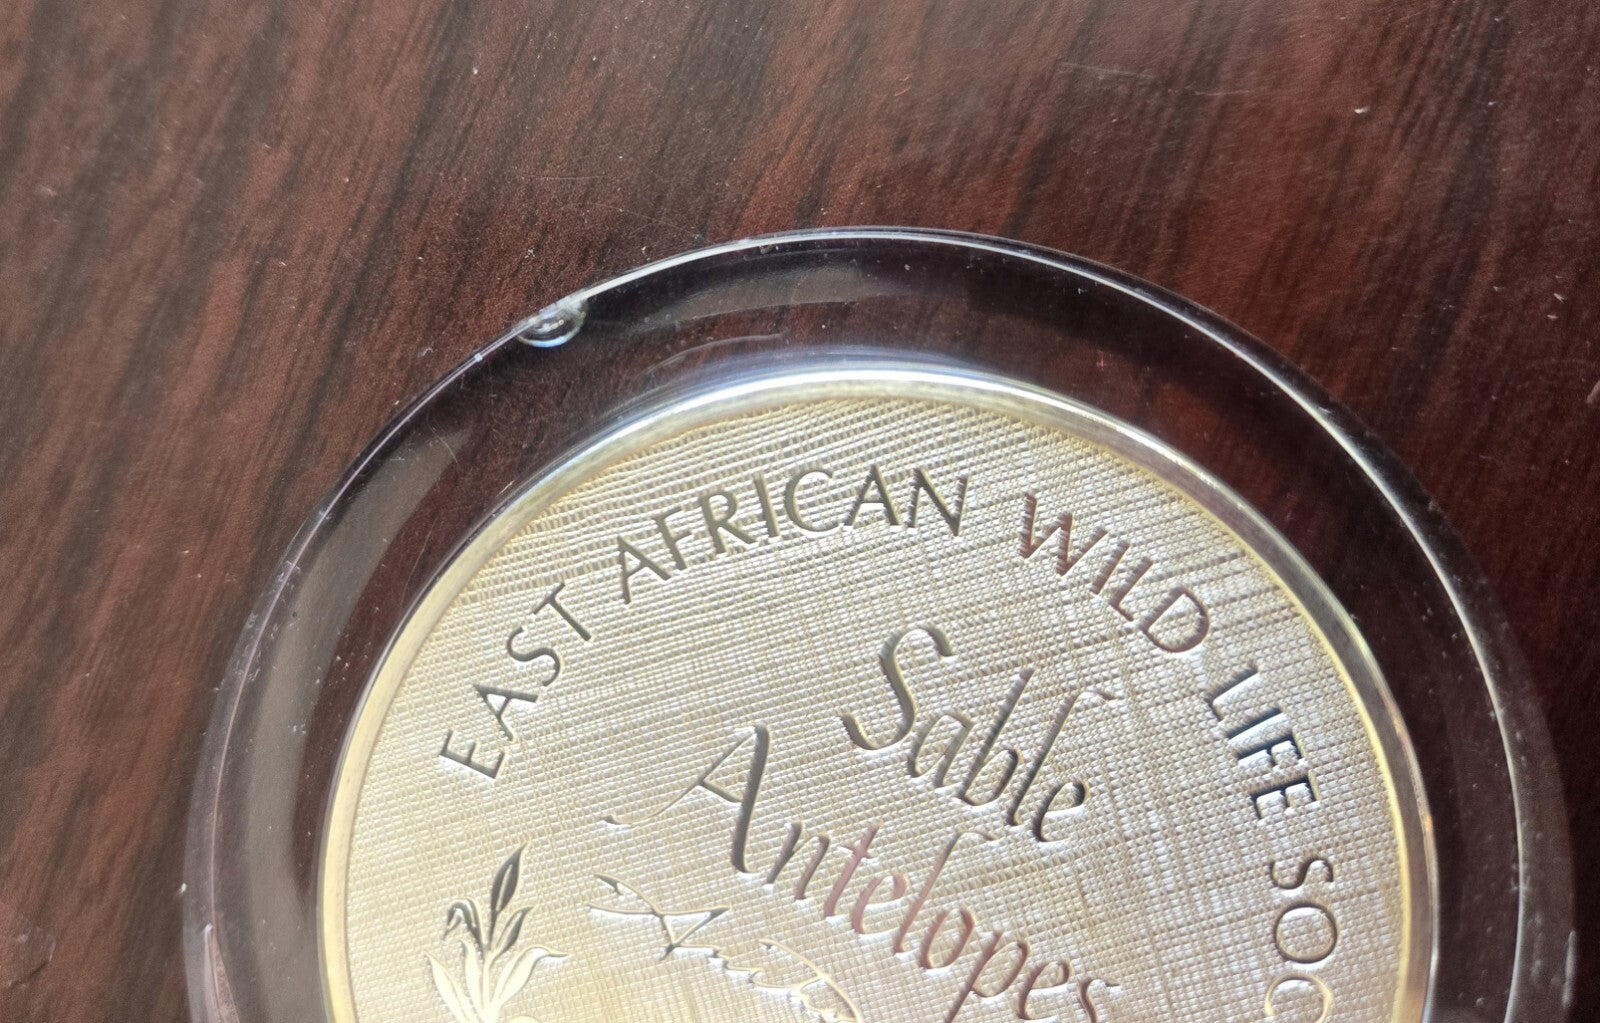 EAST AFRICAN WILD LIFE SOC
Sable
Antelopes